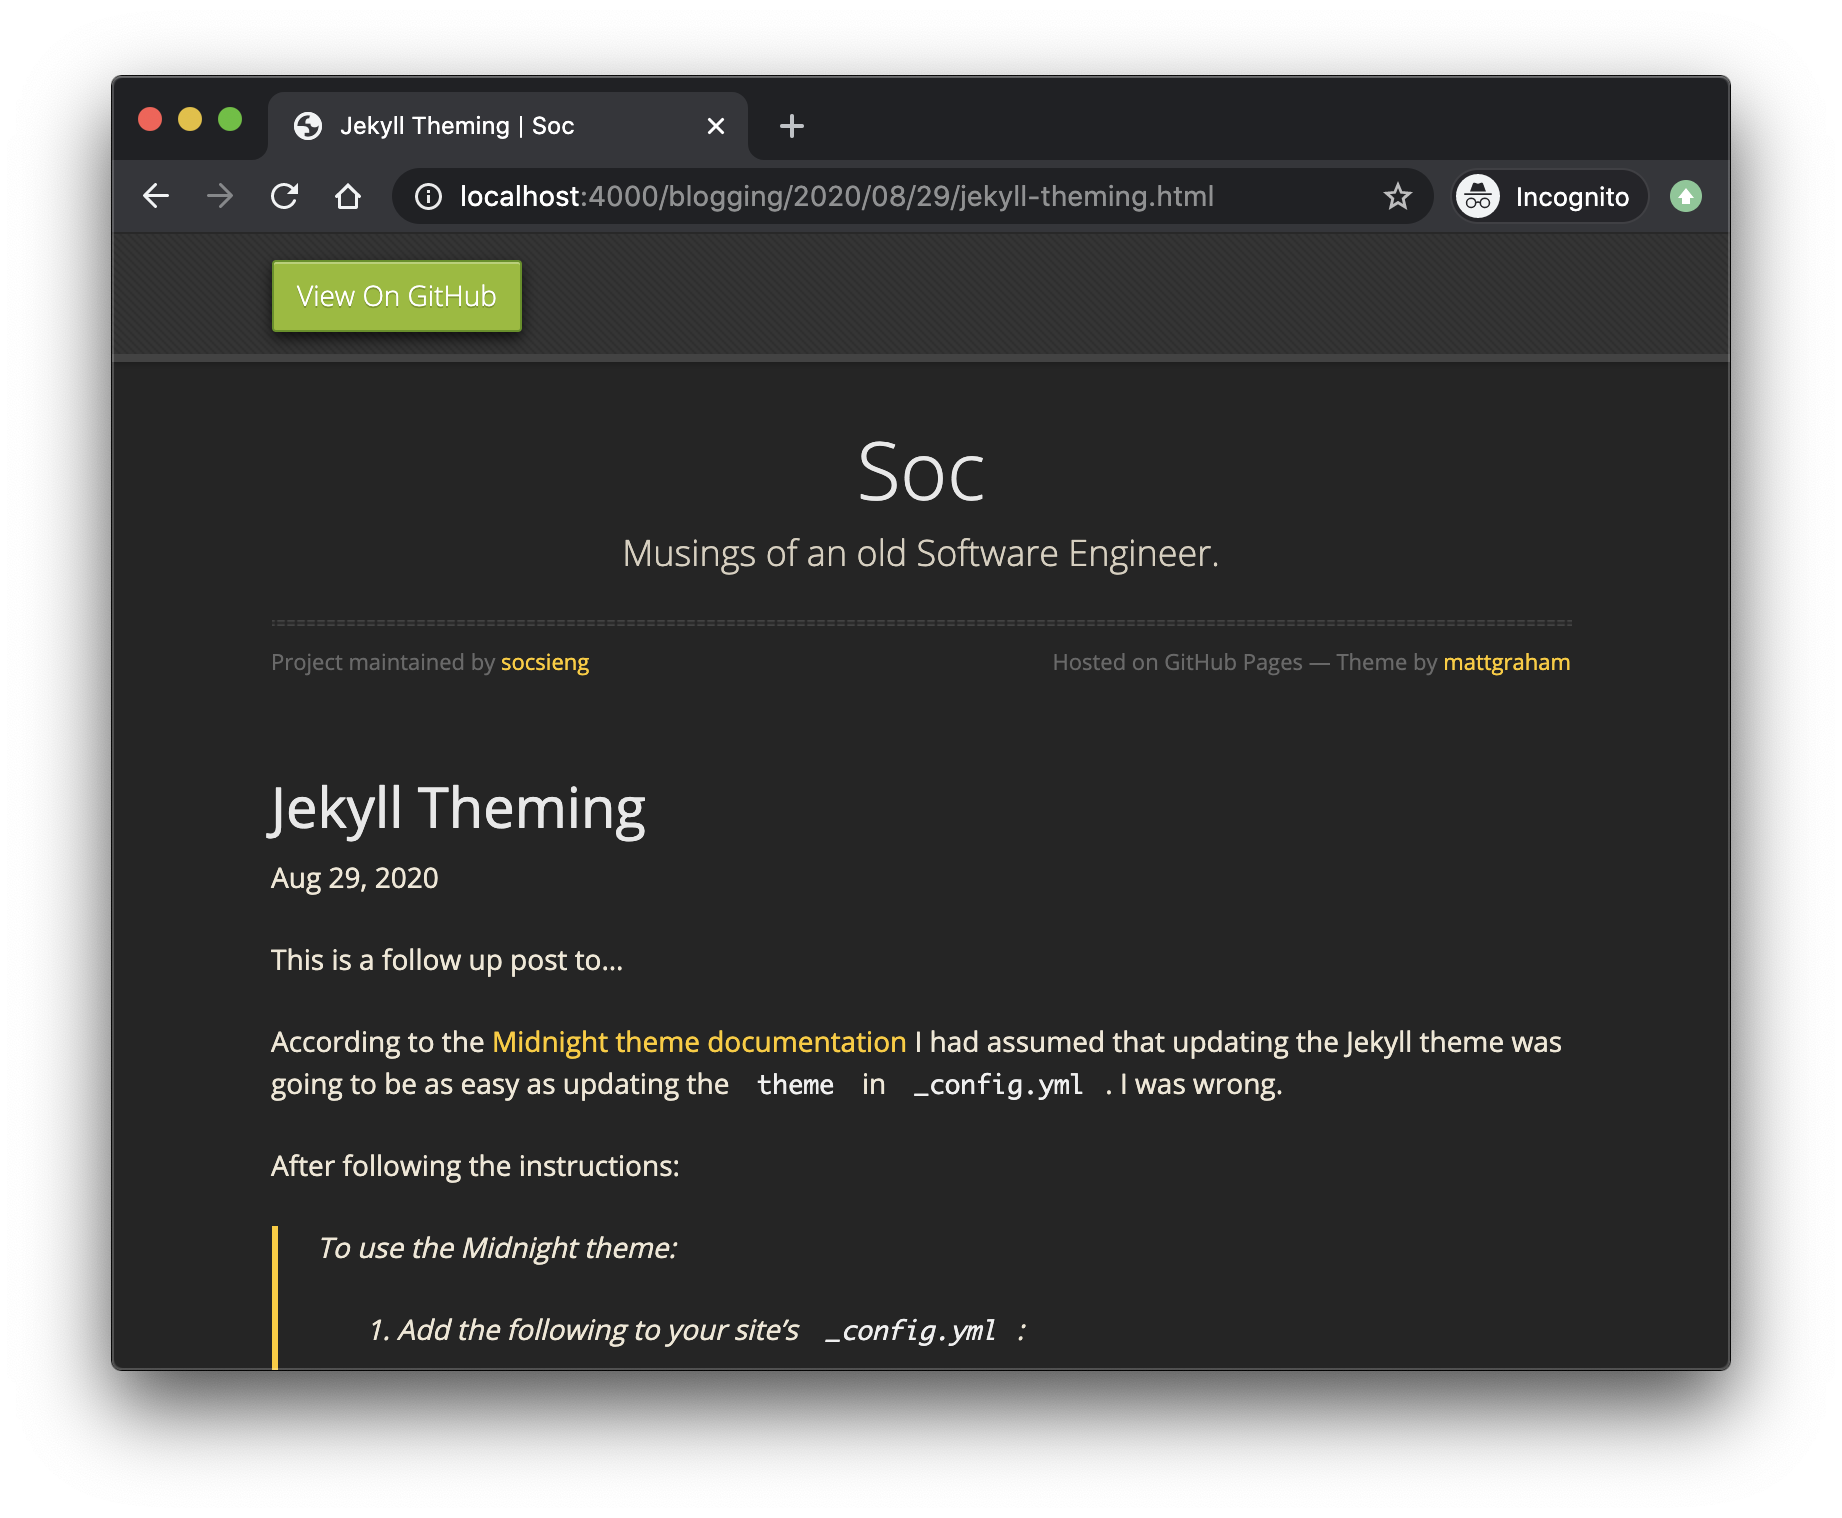 Jekyll Theming | Soc
localhost:4000/blogging/2020/08/29/jekyll-theming.html
Incognito
View On GitHub
Soc
Musings of an old Software Engineer.
Project maintained by socsieng
Hosted on GitHub Pages — Theme by mattgraham
Jekyll Theming
Aug 29, 2020
This is a follow up post to…
According to the Midnight theme documentation I had assumed that updating the Jekyll theme was
going to be as easy as updating the theme in _config.yml . I was wrong.
After following the instructions:
To use the Midnight theme:
1. Add the following to your site’s _config.yml :